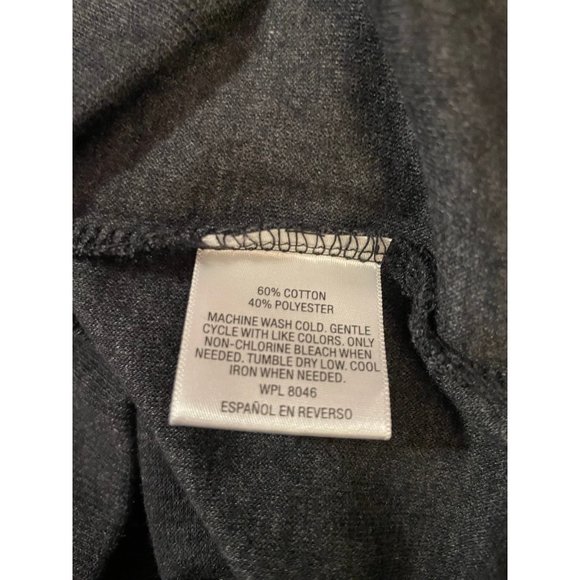 60% COTTON
40% POLYESTER
MACHINE WASH COLD. GENTLE
CYCLE WITH LIKE COLORS. ONLY
NON-CHLORINE BLEACH WHEN
NEEDED. TUMBLE DRY LOW. COOL
IRON WHEN NEEDED.
WPL 8046
ESPAÑOL EN REVERSO